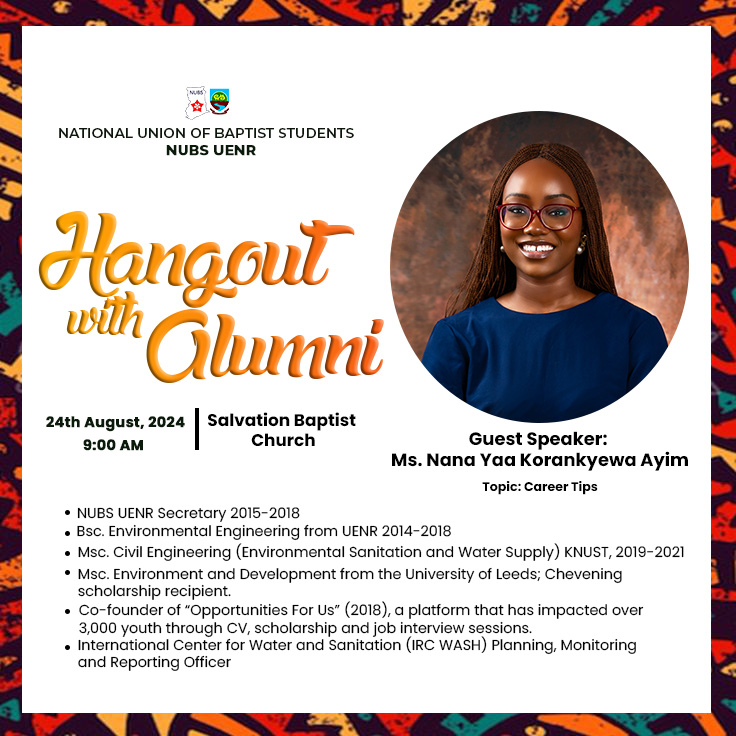 NUBS
NATIONAL UNION OF BAPTIST STUDENTS
NUBS UENR
Hangout
with
Alumni
24th August, 2024
9:00 AM
Salvation Baptist
Church
Guest Speaker:
Ms. Nana Yaa Korankyewa Ayim
Topic: Career Tips
• NUBS UENR Secretary 2015-2018
• Bsc. Environmental Engineering from UENR 2014-2018
• Msc. Civil Engineering (Environmental Sanitation and Water Supply) KNUST, 2019-2021
• Msc. Environment and Development from the University of Leeds; Chevening
scholarship recipient.
• Co-founder of “Opportunities For Us” (2018), a platform that has impacted over
3,000 youth through CV, scholarship and job interview sessions.
• International Center for Water and Sanitation (IRC WASH) Planning, Monitoring
and Reporting Officer